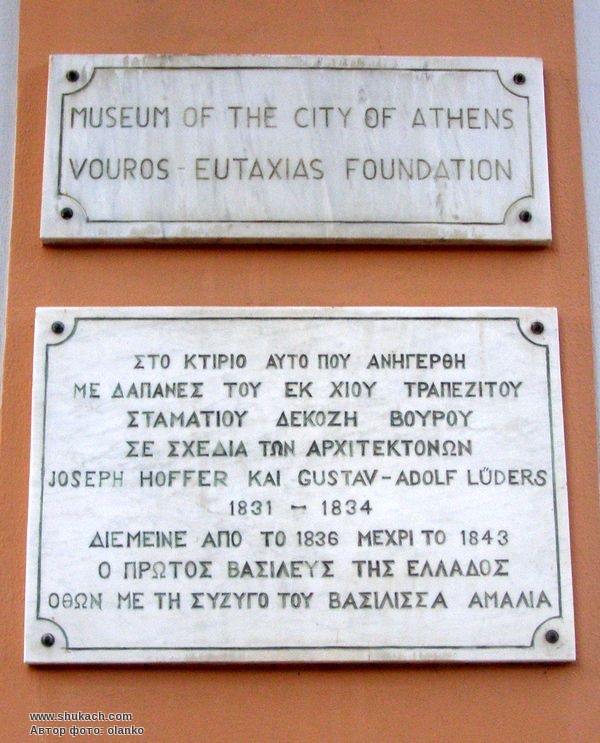 MUSEUM OF THE CITY OF ATHENS
VOUROS - EUTAXIAS FOUNDATION
ΣΤΟ ΚΤΙΡΙΟ ΑΥΤΟ ΠΟΥ ΑΝΗΓΕΡΘΗ
ΜΕ ΔΑΠΑΝΕΣ ΤΟΥ ΕΚ ΧΙΟΥ ΤΡΑΠΕΖΙΤΟΥ
ΣΤΑΜΑΤΙΟΥ ΔΕΚΟΖΗ ΒΟΥΡΟΥ
ΣΕ ΣΧΕΔΙΑ ΤΩΝ ΑΡΧΙΤΕΚΤΟΝΩΝ
JOSEPH HOFFER ΚΑΙ GUSTAV-ADOLF LÜDERS
1831 - 1834
ΔΙΕΜΕΙΝΕ ΑΠΟ ΤΟ 1836 ΜΕΧΡΙ ΤΟ 1843
Ο ΠΡΩΤΟΣ ΒΑΣΙΛΕΥΣ ΤΗΣ ΕΛΛΑΔΟΣ
ΟΘΩΝ ΜΕ ΤΗ ΣΥΖΥΓΟ ΤΟΥ ΒΑΣΙΛΙΣΣΑ ΑΜΑΛΙΑ
www.shukach.com
Автор фото: olanko